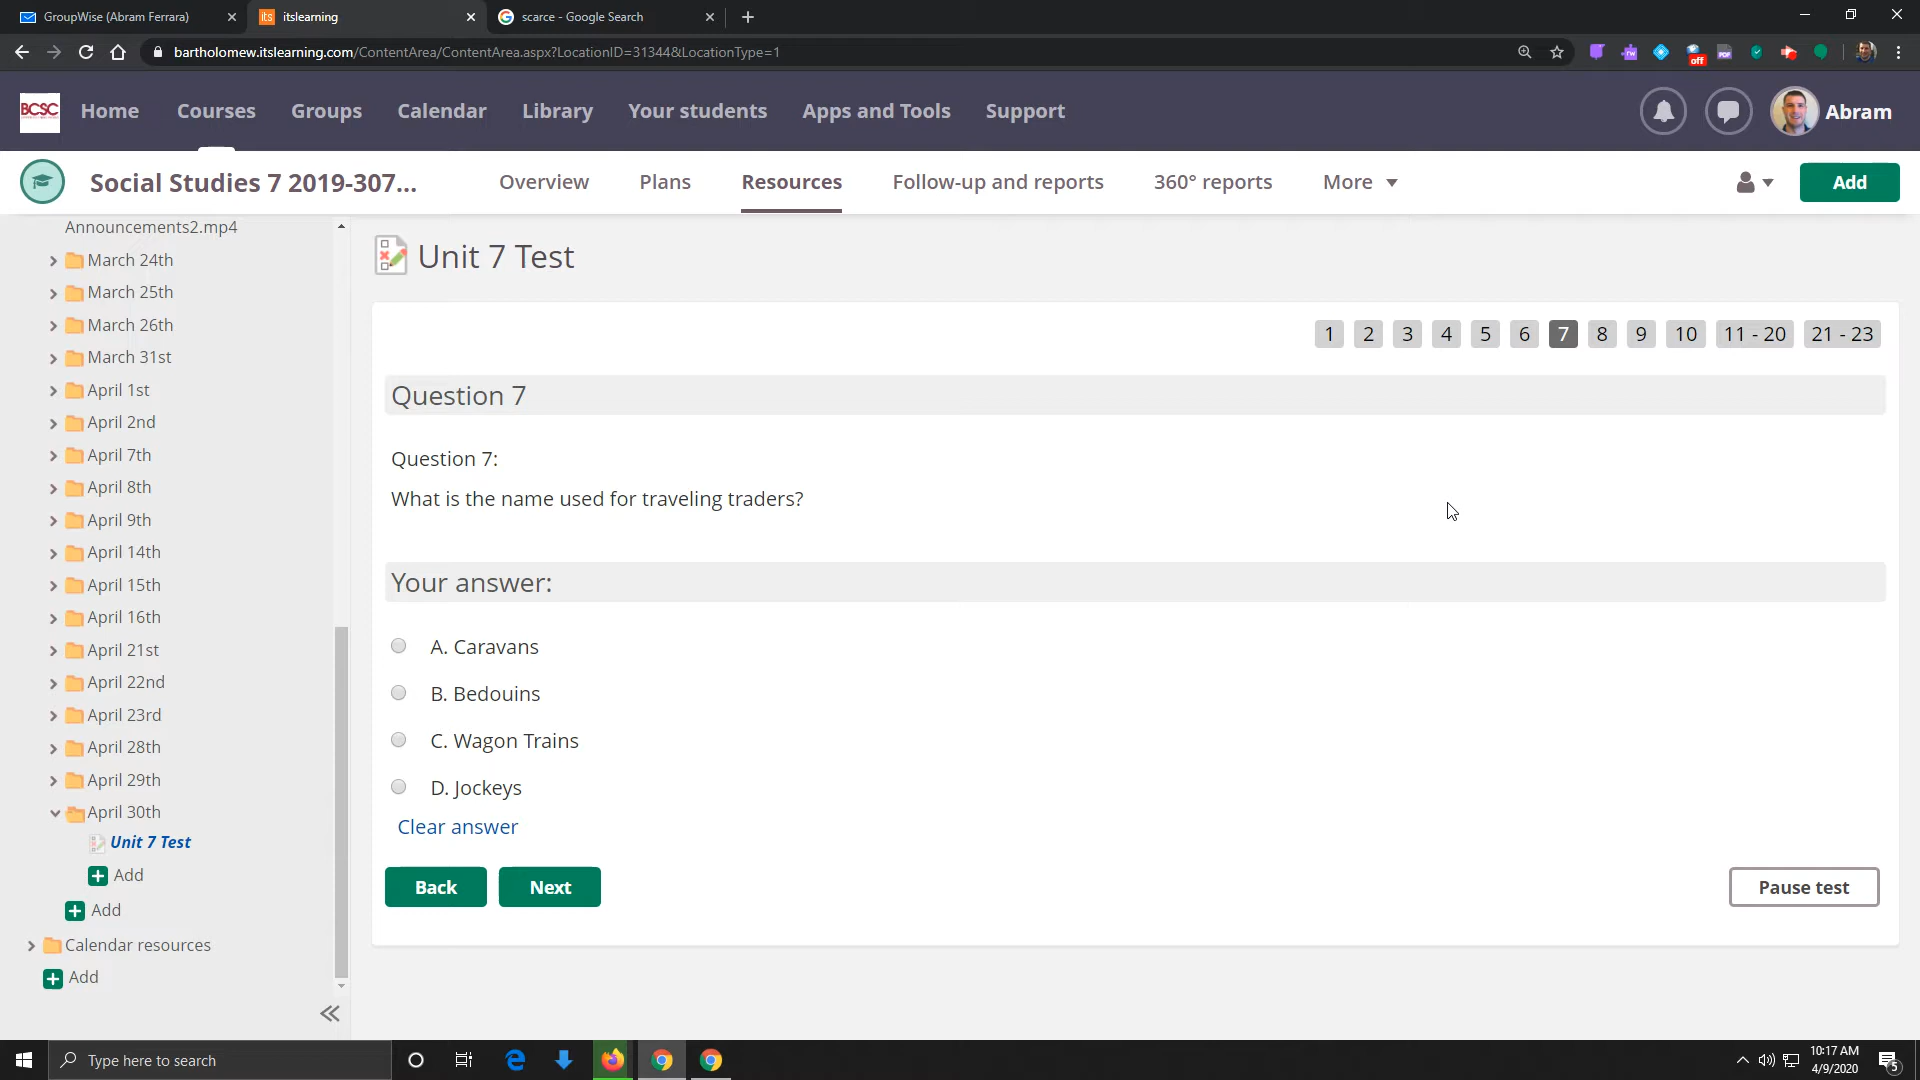 GroupWise (Abram Ferrara)
its
itslearning
scarce - Google Search
bartholomew.itslearning.com/ContentArea/ContentArea.aspx?LocationID=31344&LocationType=1
rw
off
PDF
BCSC
Home
Courses
Groups
Calendar
Library
Your students
Apps and Tools
Support
Abram
Social Studies 7 2019-307...
Overview
Plans
Resources
Follow-up and reports
360° reports
More
Add
Announcements2.mp4
March 24th
March 25th
March 26th
March 31st
April 1st
April 2nd
April 7th
April 8th
April 9th
April 14th
April 15th
April 16th
April 21st
April 22nd
April 23rd
April 28th
April 29th
April 30th
Unit 7 Test
Add
Add
Calendar resources
Add
Unit 7 Test
1 2 3 4 5 6 7 8 9 10 11 - 20 21 - 23
Question 7
Question 7:
What is the name used for traveling traders?
Your answer:
A. Caravans
B. Bedouins
C. Wagon Trains
D. Jockeys
Clear answer
Back
Next
Pause test
Type here to search
10:17 AM
4/9/2020
5